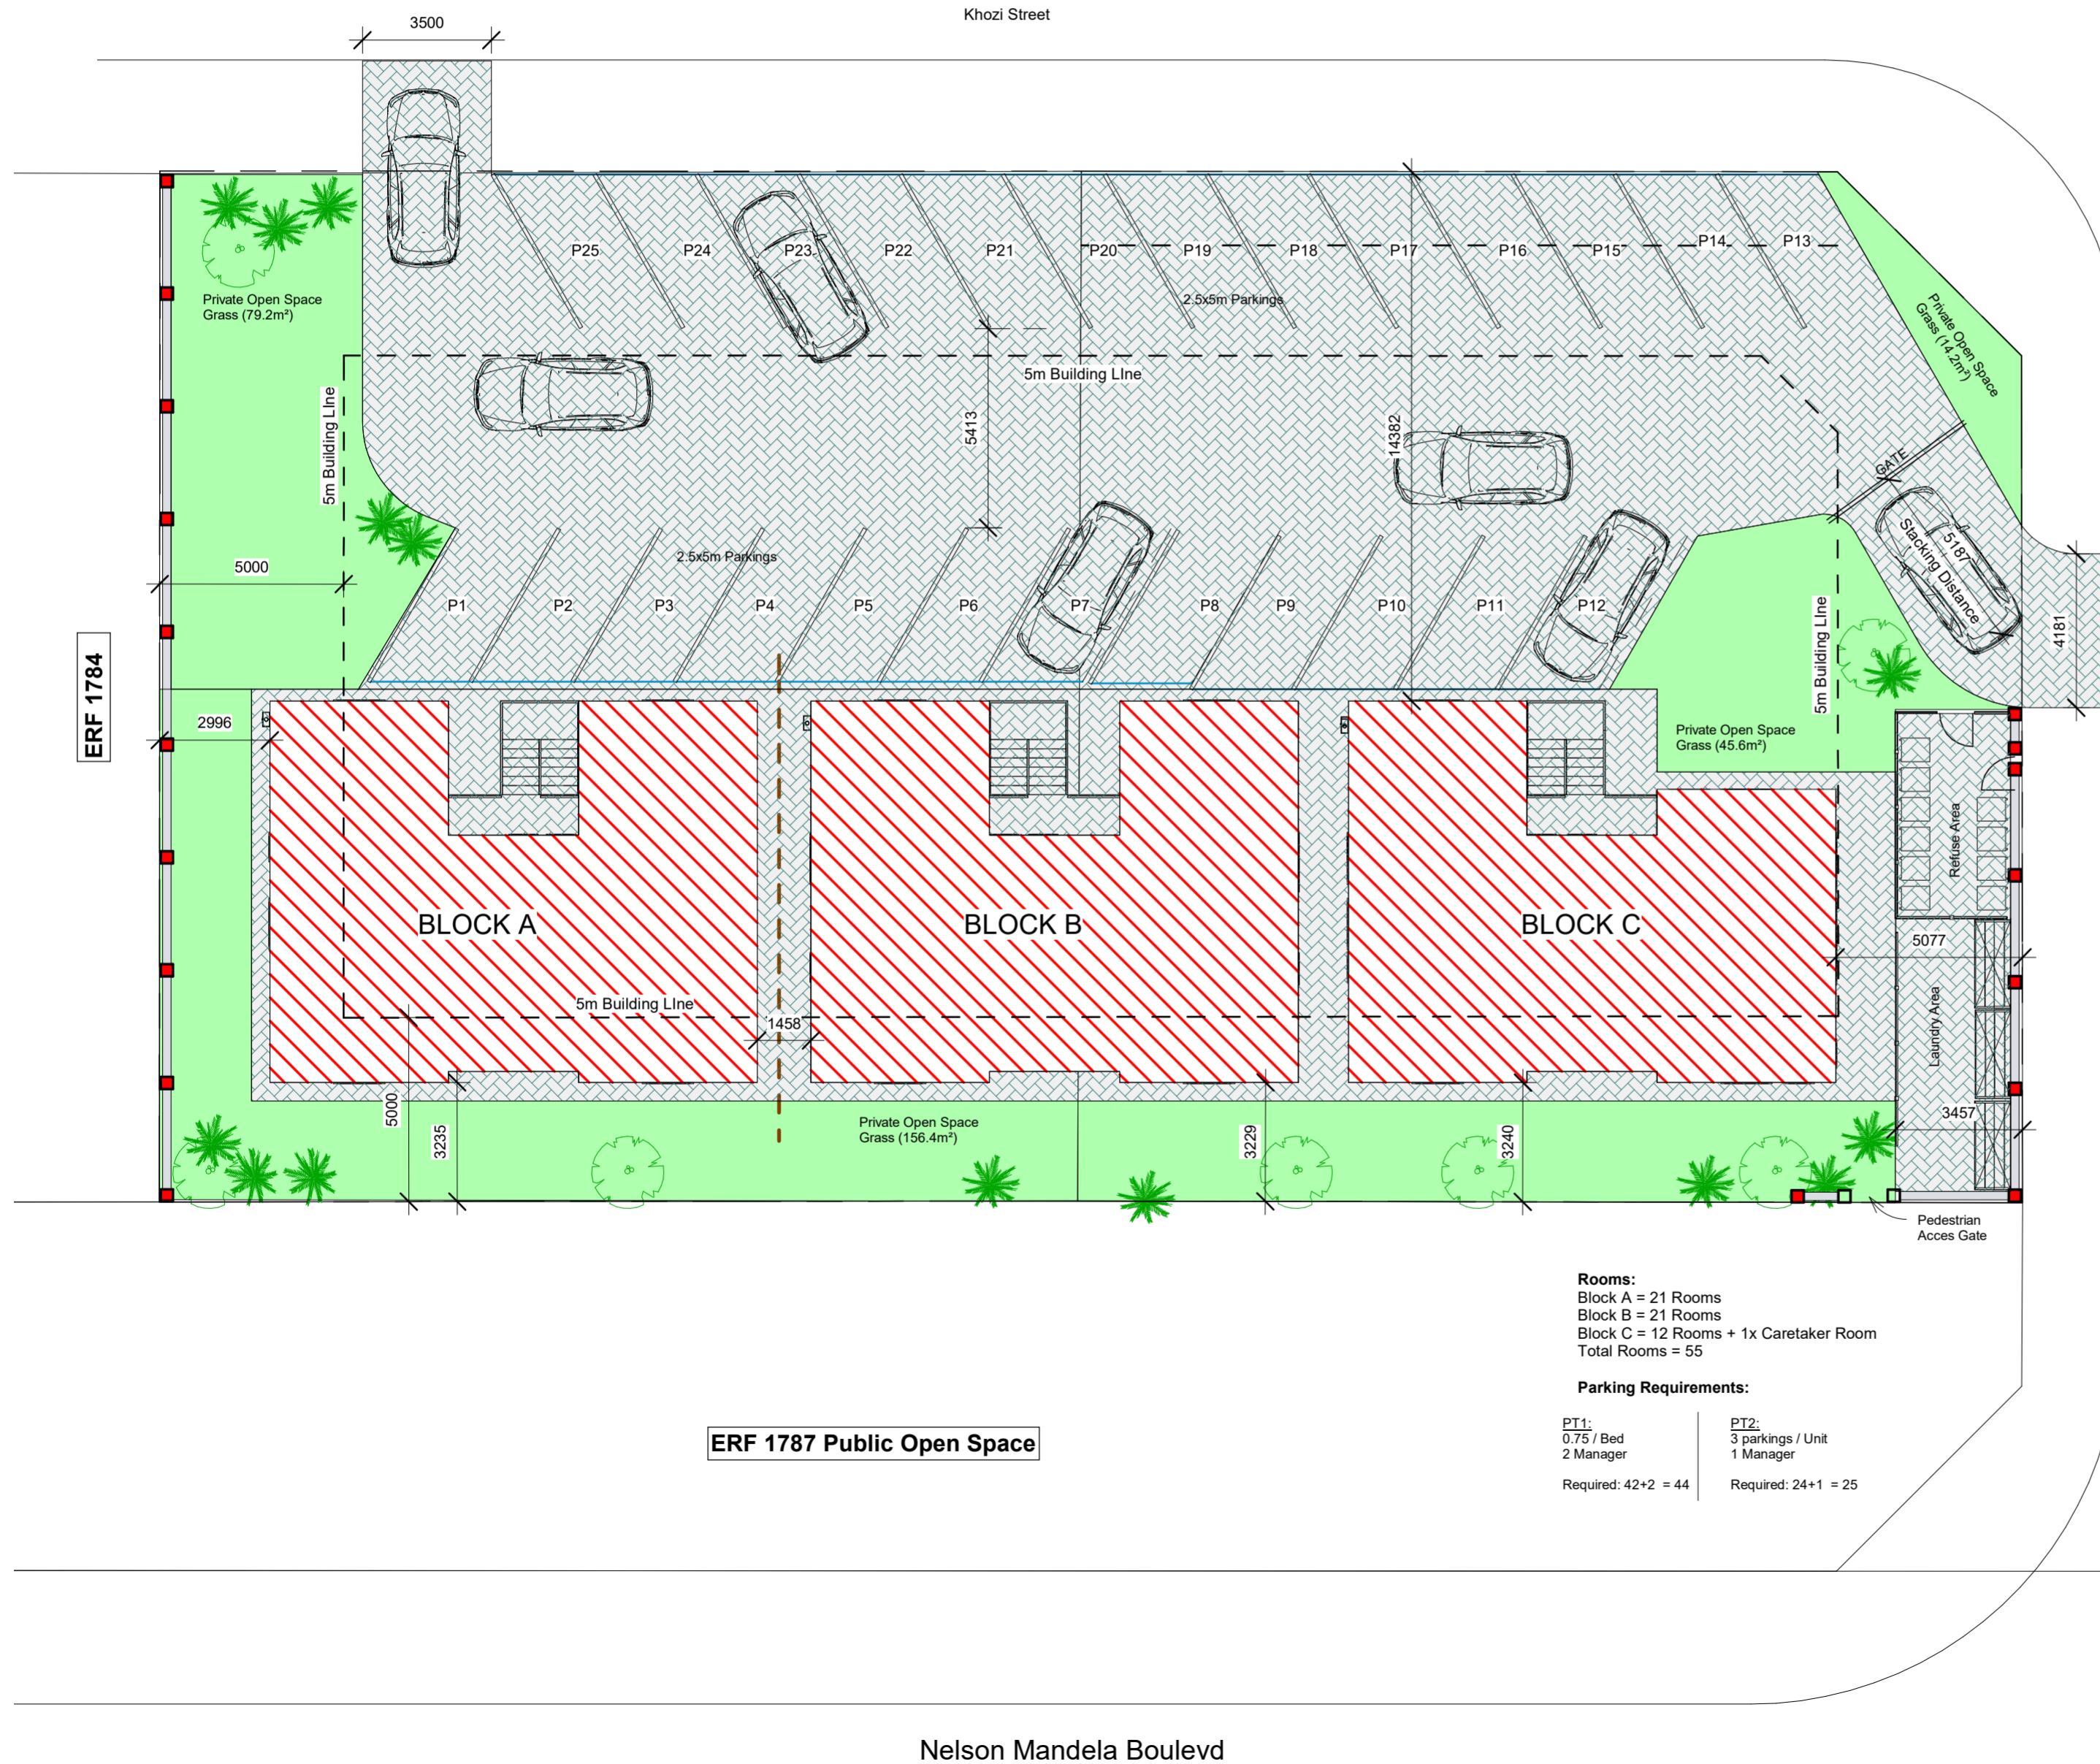 Khozi Street
3500
P25
P24
P23
P22
P21
P20
P19
P18
P17
P16
P15
P14
P13
Private Open Space
Grass (79.2m²)
2.5x5m Parkings
Private Open Space
Grass (14.2m²)
5m Building LIne
5m Building LIne
5413
14382
GATE
5187
Stacking Distance
2.5x5m Parkings
5000
P1
P2
P3
P4
P5
P6
P7
P8
P9
P10
P11
P12
5m Building LIne
4181
ERF 1784
2996
Private Open Space
Grass (45.6m²)
Refuse Area
BLOCK A
BLOCK B
BLOCK C
5077
5m Building LIne
1458
Laundry Area
5000
3235
Private Open Space
Grass (156.4m²)
3229
3240
3457
Pedestrian
Acces Gate
Rooms:
Block A = 21 Rooms
Block B = 21 Rooms
Block C = 12 Rooms + 1x Caretaker Room
Total Rooms = 55
Parking Requirements:
PT1:
0.75 / Bed
2 Manager
Required: 42+2 = 44
PT2:
3 parkings / Unit
1 Manager
Required: 24+1 = 25
ERF 1787 Public Open Space
Nelson Mandela Boulevd